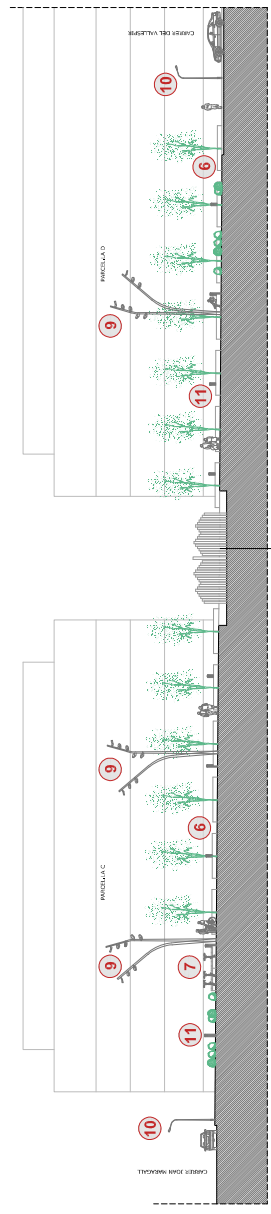 CARRER JOAN MARAGALL
10
11
9
7
PARCEL·LA C
6
9
11
9
PARCEL·LA D
6
10
CARRER DEL VALLESPIR